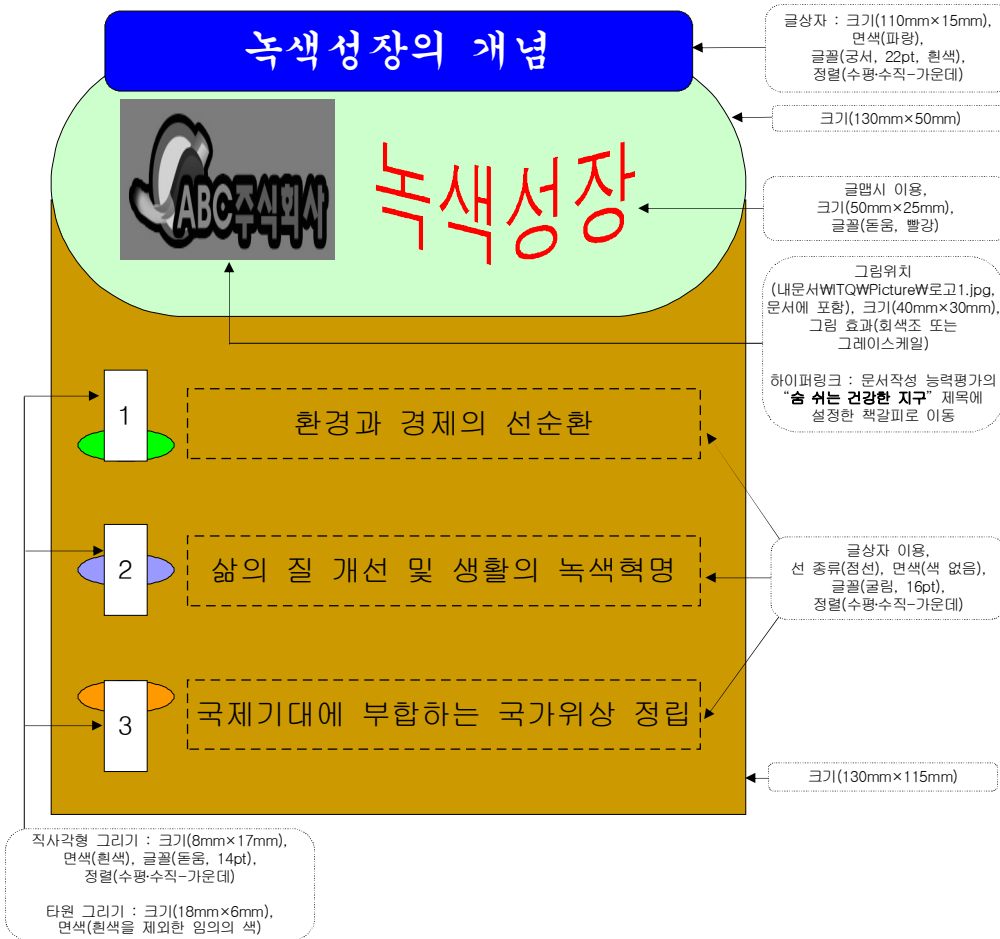 녹색성장의 개념
글상자 : 크기(110mm×15mm),
면색(파랑),
글꼴(궁서, 22pt, 흰색),
정렬(수평·수직-가운데)
크기(130mm×50mm)
ABC주식회사
녹색성장
글맵시 이용,
크기(50mm×25mm),
글꼴(돋움, 빨강)
그림위치
(내문서₩ITQ₩Picture₩로고1.jpg,
문서에 포함), 크기(40mm×30mm),
그림 효과(회색조 또는
그레이스케일)
하이퍼링크 : 문서작성 능력평가의
“숨 쉬는 건강한 지구” 제목에
설정한 책갈피로 이동
1
환경과 경제의 선순환
2
삶의 질 개선 및 생활의 녹색혁명
글상자 이용,
선 종류(점선), 면색(색 없음),
글꼴(굴림, 16pt),
정렬(수평·수직-가운데)
3
국제기대에 부합하는 국가위상 정립
크기(130mm×115mm)
직사각형 그리기 : 크기(8mm×17mm),
면색(흰색), 글꼴(돋움, 14pt),
정렬(수평·수직-가운데)
타원 그리기 : 크기(18mm×6mm),
면색(흰색을 제외한 임의의 색)